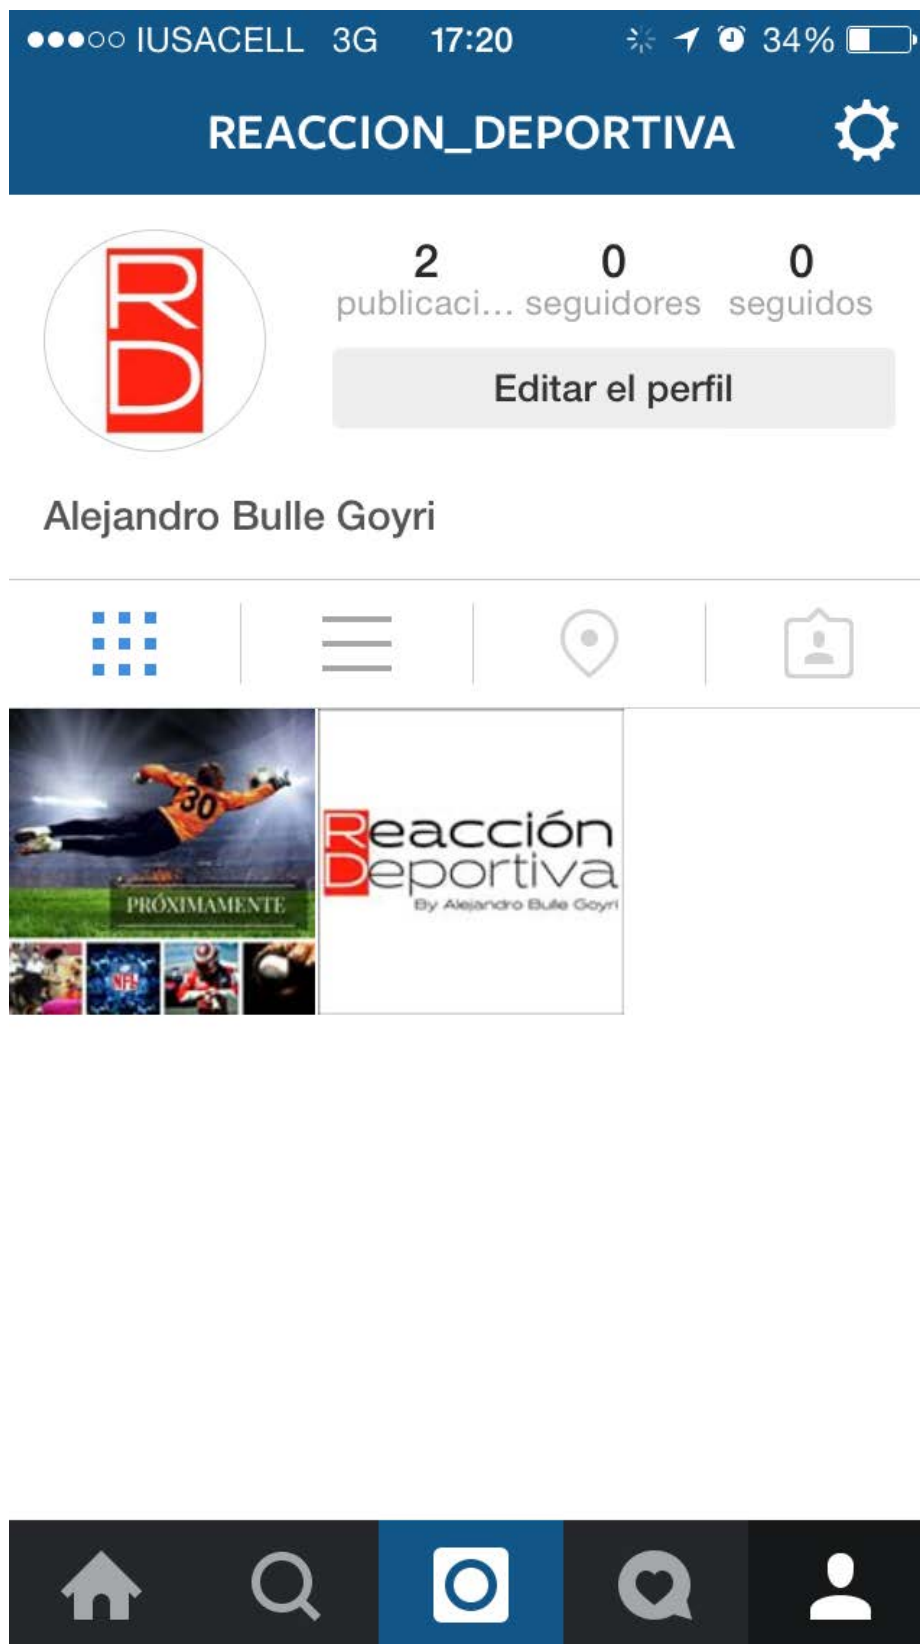 IUSACELL 3G 17:20 34%
REACCION_DEPORTIVA
R
D
2 0 0
publicaci... seguidores seguidos
Editar el perfil
Alejandro Bulle Goyri
30
PRÓXIMAMENTE
NFL
Reacción
Deportiva
By Alejandro Bulle Goyri